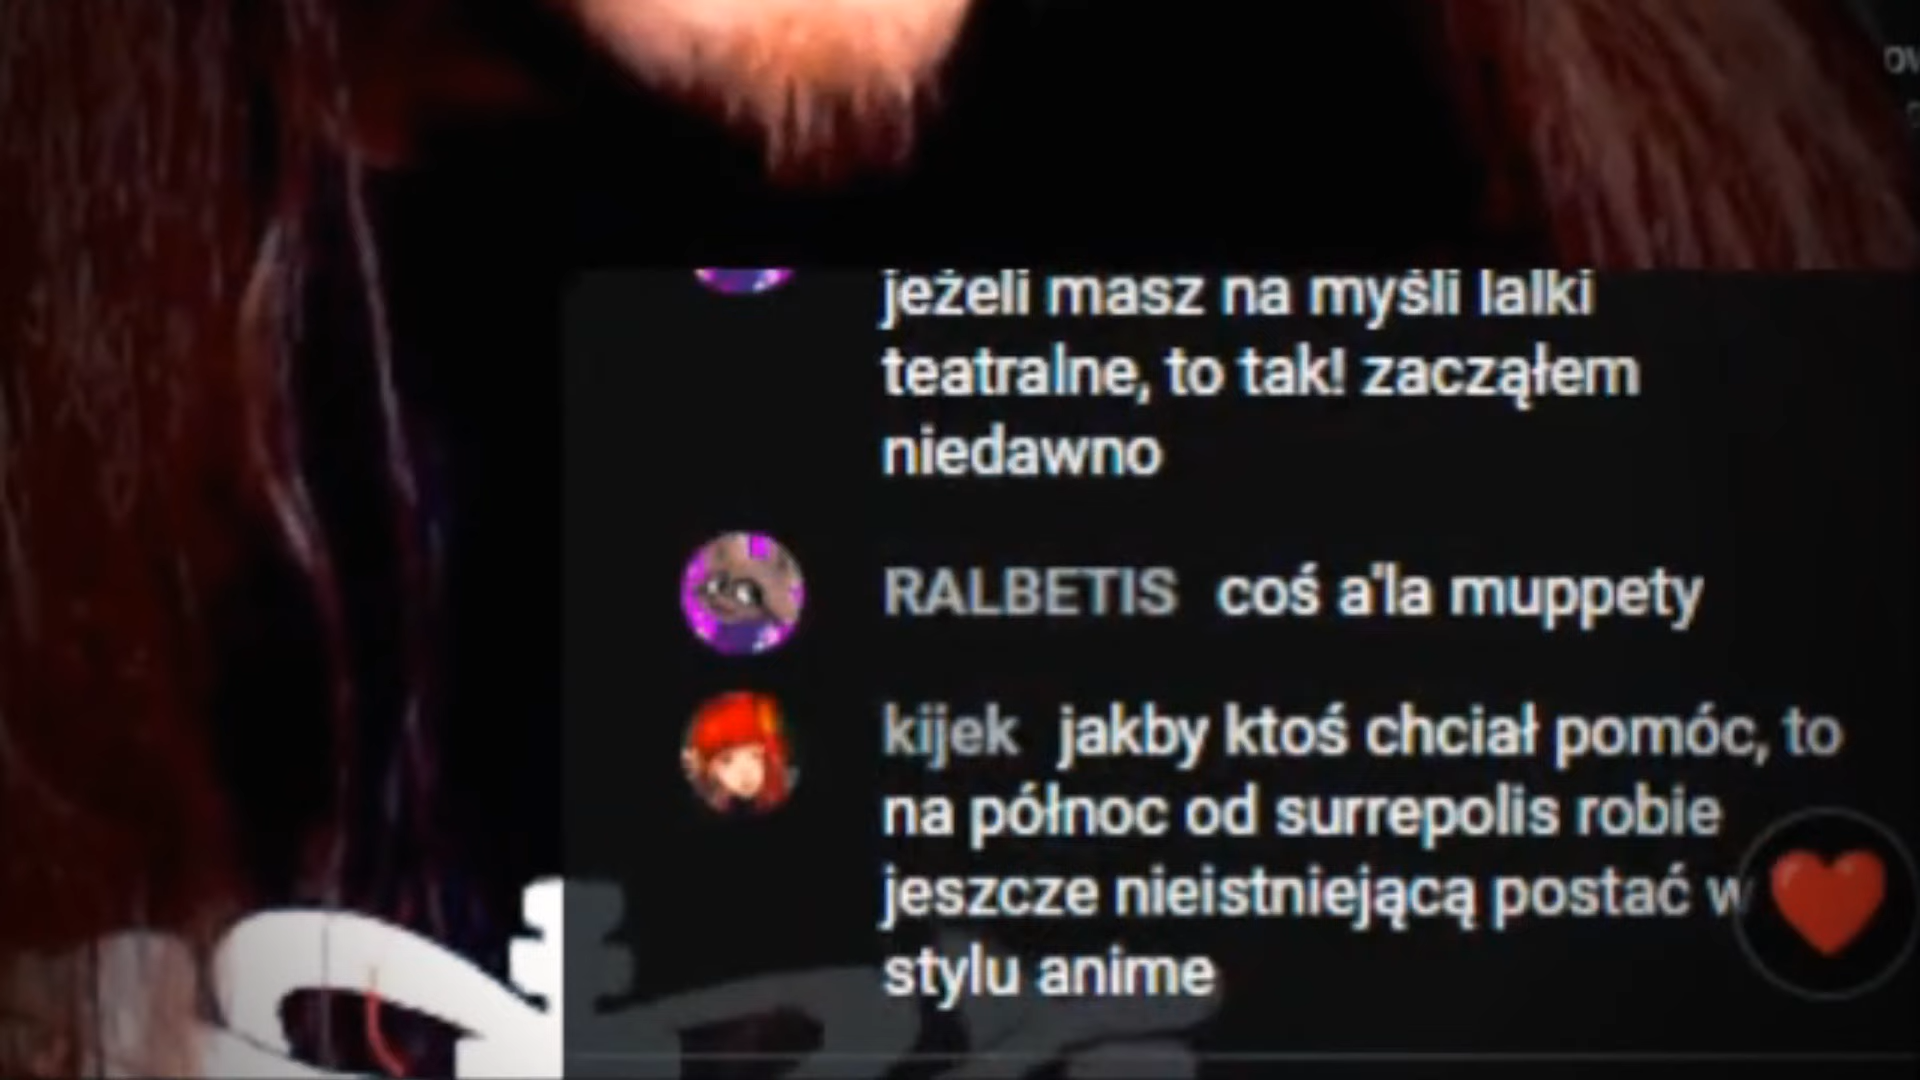 jeżeli masz na myśli lalki
teatralne, to tak! zacząłem
niedawno
RALBETIS coś a'la muppety
kijek jakby ktoś chciał pomóc, to
na północ od surrepolis robie
jeszcze nieistniejącą postać w
stylu anime